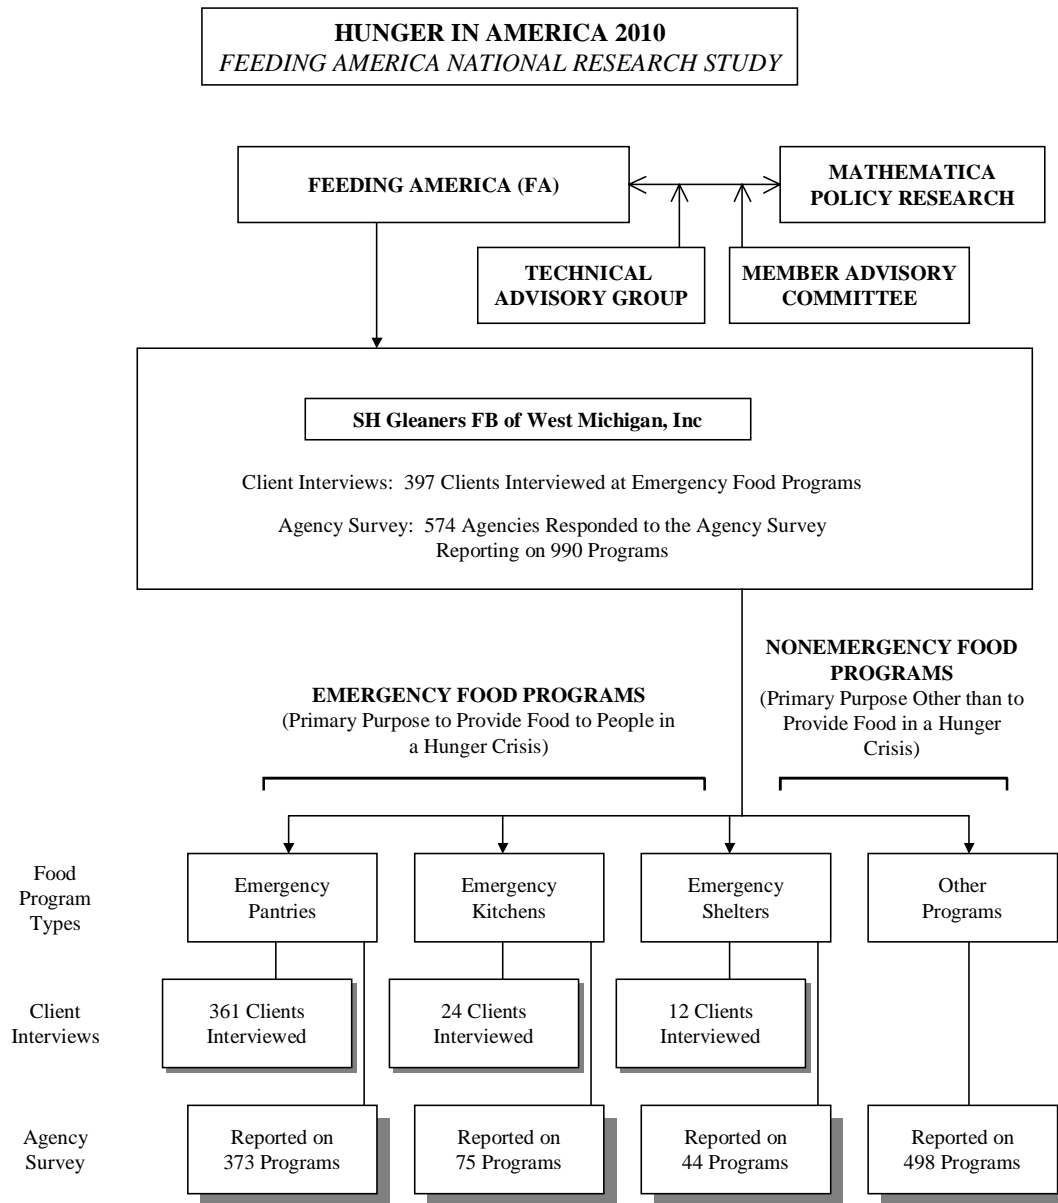 HUNGER IN AMERICA 2010
FEEDING AMERICA NATIONAL RESEARCH STUDY
FEEDING AMERICA (FA)
MATHEMATICA
POLICY RESEARCH
TECHNICAL
ADVISORY GROUP
MEMBER ADVISORY
COMMITTEE
SH Gleaners FB of West Michigan, Inc
Client Interviews: 397 Clients Interviewed at Emergency Food Programs
Agency Survey: 574 Agencies Responded to the Agency Survey
Reporting on 990 Programs
EMERGENCY FOOD PROGRAMS
(Primary Purpose to Provide Food to People in
a Hunger Crisis)
NONEMERGENCY FOOD
PROGRAMS
(Primary Purpose Other than to
Provide Food in a Hunger
Crisis)
Food
Program
Types
Emergency
Pantries
Emergency
Kitchens
Emergency
Shelters
Other
Programs
Client
Interviews
361 Clients
Interviewed
24 Clients
Interviewed
12 Clients
Interviewed
Agency
Survey
Reported on
373 Programs
Reported on
75 Programs
Reported on
44 Programs
Reported on
498 Programs